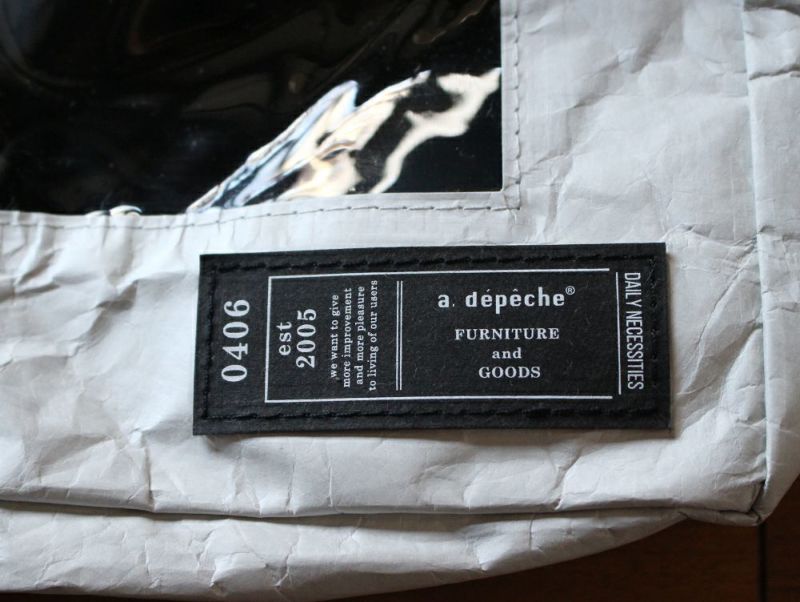 0406
est
2005
we want to give
more improvement
and more pleasure
to living of our users
a. dépêche®
FURNITURE
and
GOODS
DAILY NECESSITIES